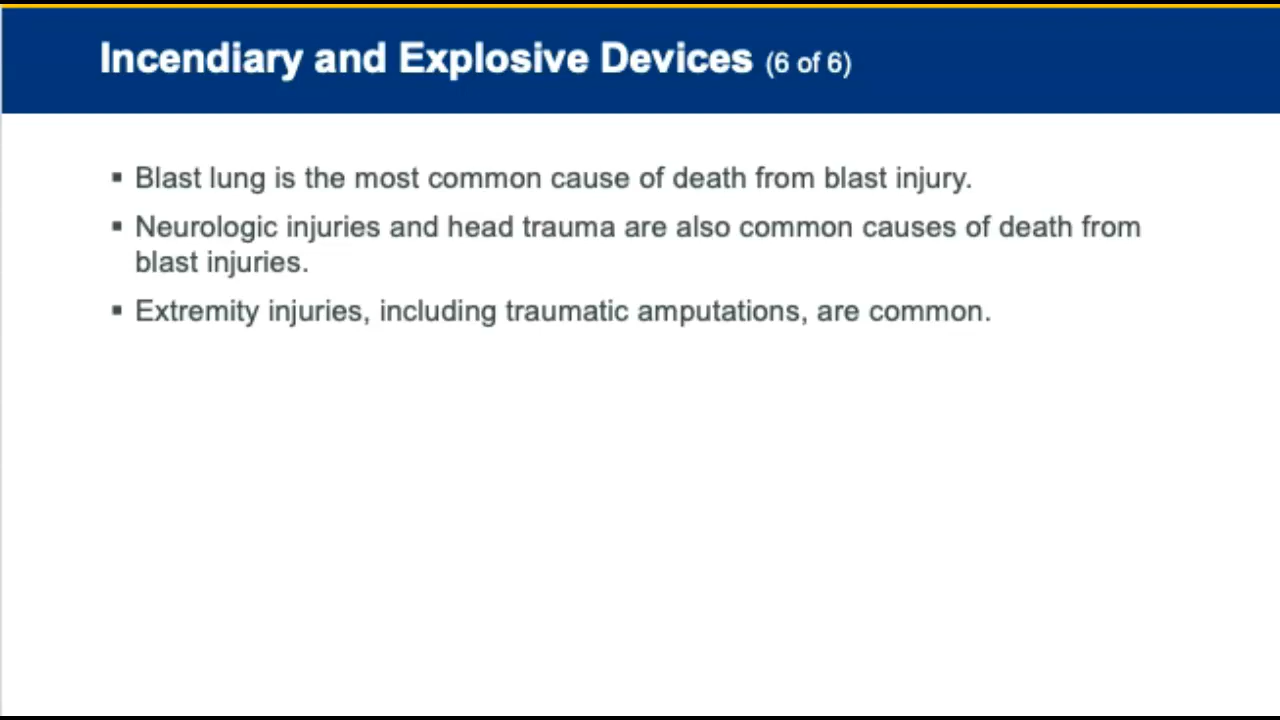 Incendiary and Explosive Devices (6 of 6)
▪ Blast lung is the most common cause of death from blast injury.
▪ Neurologic injuries and head trauma are also common causes of death from
blast injuries.
▪ Extremity injuries, including traumatic amputations, are common.